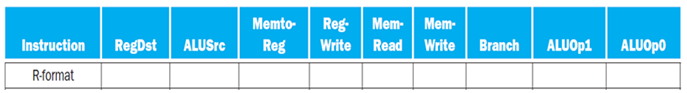 Instruction RegDst ALUSrc Memto-Reg Reg-Write Mem-Read Mem-Write Branch ALUOp1 ALUOp0
R-format